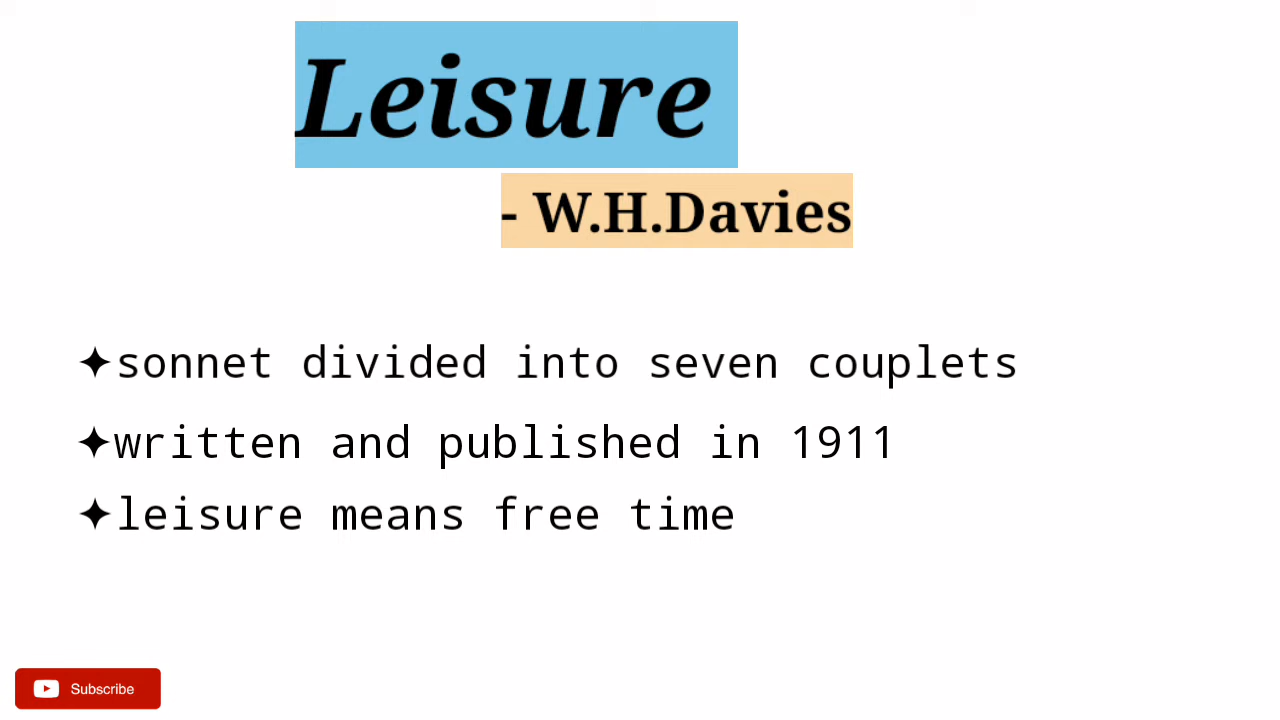 Leisure
- W.H.Davies
✦sonnet divided into seven couplets
✦written and published in 1911
✦leisure means free time
Subscribe